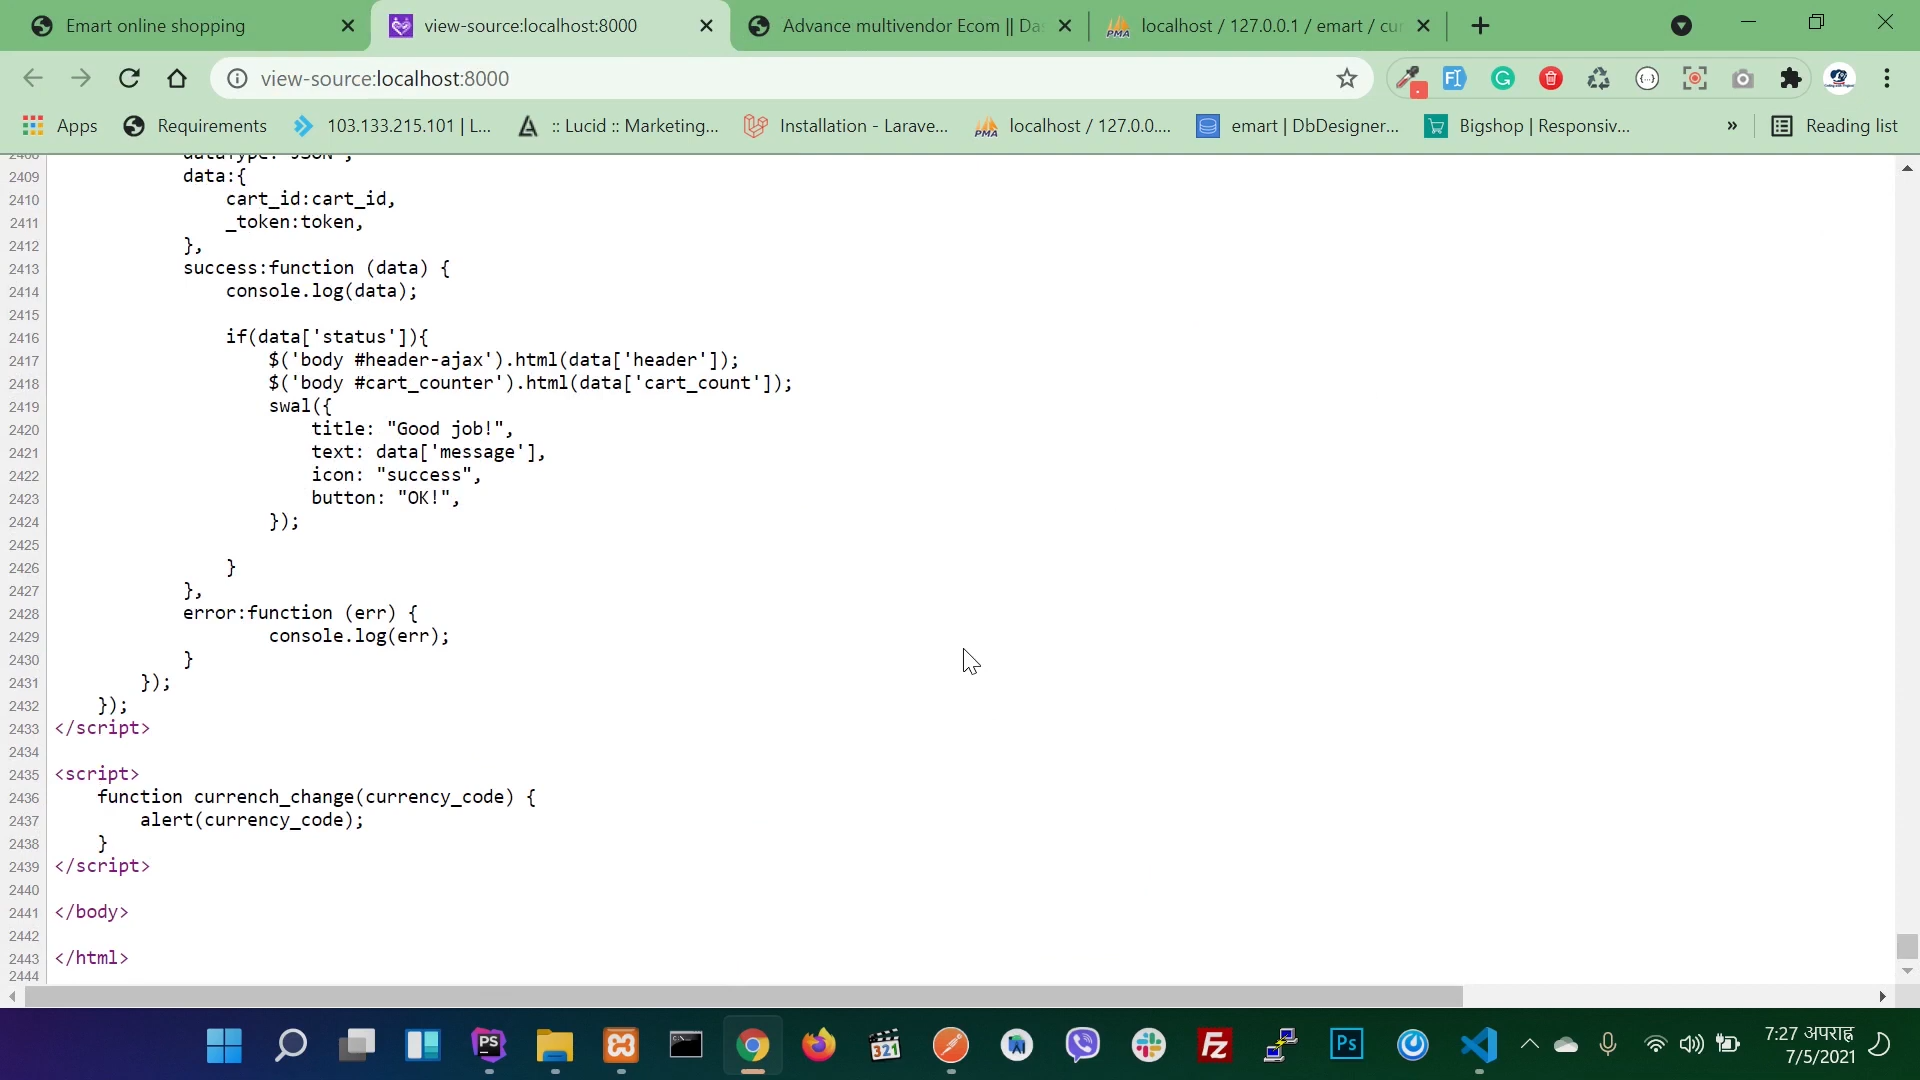 Emart online shopping
view-source:localhost:8000
Advance multivendor Ecom || Da
localhost / 127.0.0.1 / emart / cu
view-source:localhost:8000
Apps
Requirements
103.133.215.101 | L...
:: Lucid :: Marketing...
Installation - Larave...
localhost / 127.0.0....
emart | DbDesigner...
Bigshop | Responsiv...
»
Reading list
2409 data:{
2410 cart_id:cart_id,
2411 _token:token,
2412 },
2413 success:function (data) {
2414 console.log(data);
2415
2416 if(data['status']){
2417 $('body #header-ajax').html(data['header']);
2418 $('body #cart_counter').html(data['cart_count']);
2419 swal({
2420 title: "Good job!",
2421 text: data['message'],
2422 icon: "success",
2423 button: "OK!",
2424 });
2425
2426 }
2427 },
2428 error:function (err) {
2429 console.log(err);
2430 }
2431 });
2432 });
2433 </script>
2434
2435 <script>
2436 function currench_change(currency_code) {
2437 alert(currency_code);
2438 }
2439 </script>
2440
2441 </body>
2442
2443 </html>
2444
7:27 अपराह्न
7/5/2021